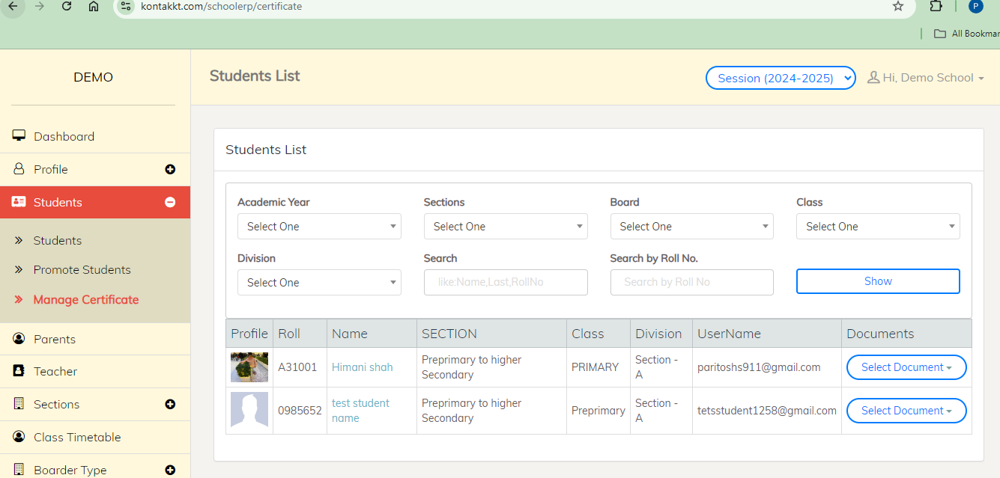 kontakkt.com/schoolerp/certificate
P
All Bookmar
DEMO
Students List
Session (2024-2025)
Hi, Demo School
Dashboard
Profile
Students
Students
Promote Students
Manage Certificate
Parents
Teacher
Sections
Class Timetable
Boarder Type
Students List
Academic Year Sections Board Class
Select One Select One Select One Select One
Division Search Search by Roll No.
Select One like:Name,Last,RollNo Search by Roll No Show
Profile Roll Name SECTION Class Division UserName Documents
A31001 Himani shah Preprimary to higher Secondary PRIMARY Section - A paritoshs911@gmail.com Select Document
0985652 test student name Preprimary to higher Secondary Preprimary Section - A tetsstudent1258@gmail.com Select Document